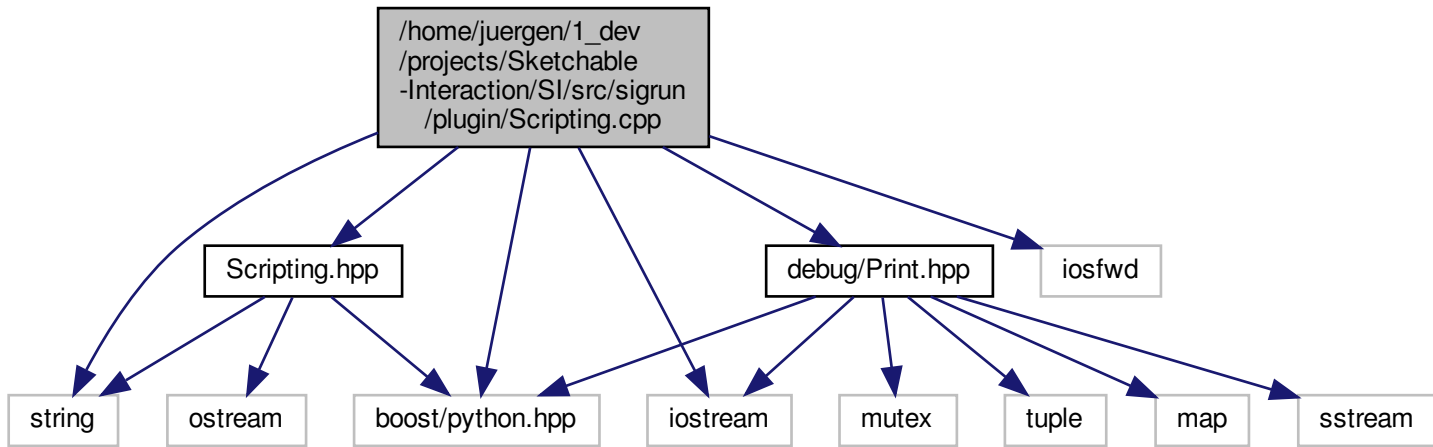 /home/juergen/1_dev
/projects/Sketchable
-Interaction/SI/src/sigrun
/plugin/Scripting.cpp
Scripting.hpp
debug/Print.hpp
iosfwd
string
ostream
boost/python.hpp
iostream
mutex
tuple
map
sstream